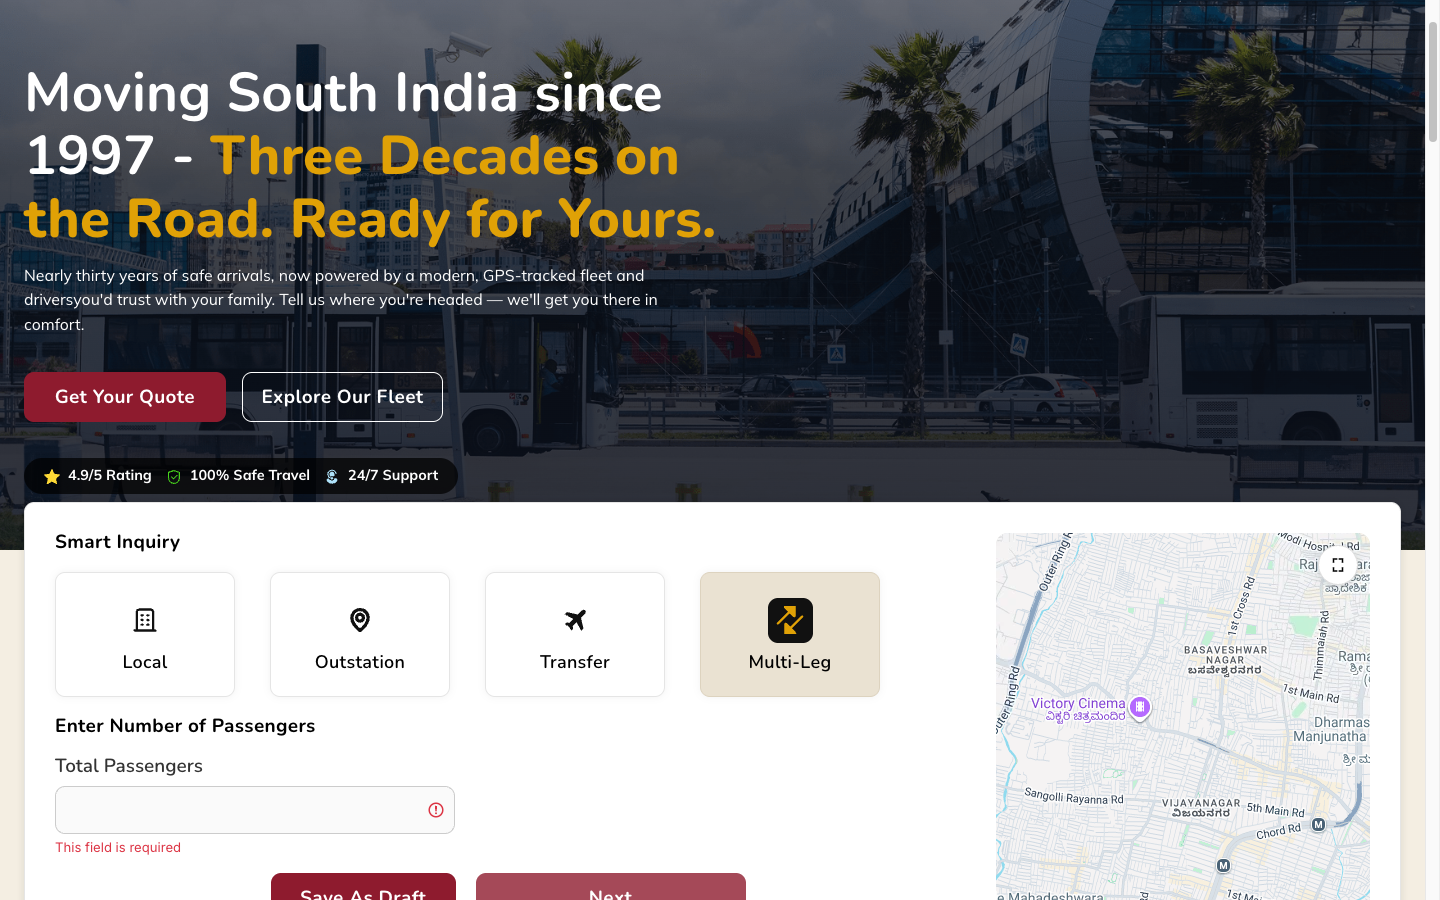 Moving South India since
1997 - Three Decades on
the Road. Ready for Yours.
Nearly thirty years of safe arrivals, now powered by a modern, GPS-tracked fleet and
driversyou'd trust with your family. Tell us where you're headed — we'll get you there in
comfort.
Get Your Quote
Explore Our Fleet
4.9/5 Rating
100% Safe Travel
24/7 Support
Smart Inquiry
Local
Outstation
Transfer
Multi-Leg
Enter Number of Passengers
Total Passengers
This field is required
Save As Draft
Next
Modi Hospital Rd
Outer Ring R
1st Cross Rd
BASAVESHWAR
NAGAR
ಬಸವೇಶ್ವರನಗರ
Thimmaiah Rd
Rama
1st Main Rd
Outer Ring Rd
Victory Cinema
ವಿಕ್ಟರಿ ಚಿತ್ರಮಂದಿರ
Dharmas
Manjunatha
ಶ್ರೀ ಮ
Sangolli Rayanna Rd
VIJAYANAGAR
ವಿಜಯನಗರ
5th Main Rd
Chord Rd
M
M
e Mahadeshwara
1st Ma